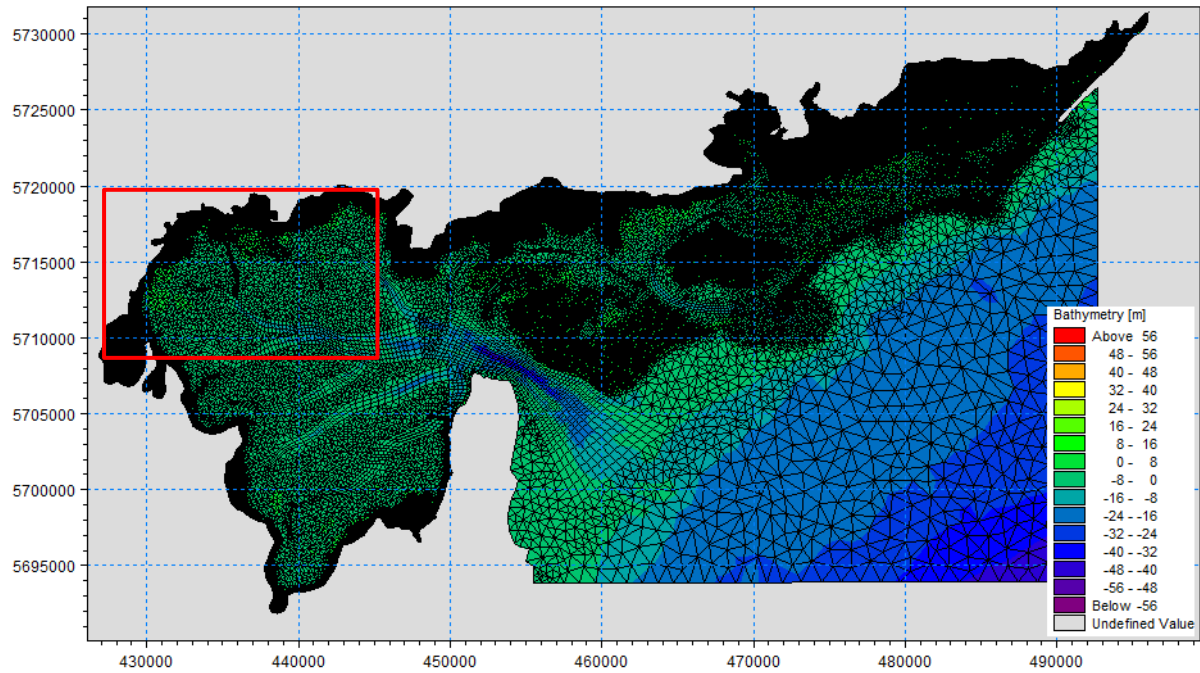 5730000
5725000
5720000
5715000
5710000
5705000
5700000
5695000
430000
440000
450000
460000
470000
480000
490000
Bathymetry [m]
Above 56
48 - 56
40 - 48
32 - 40
24 - 32
16 - 24
8 - 16
0 - 8
-8 - 0
-16 - -8
-24 - -16
-32 - -24
-40 - -32
-48 - -40
-56 - -48
Below -56
Undefined Value